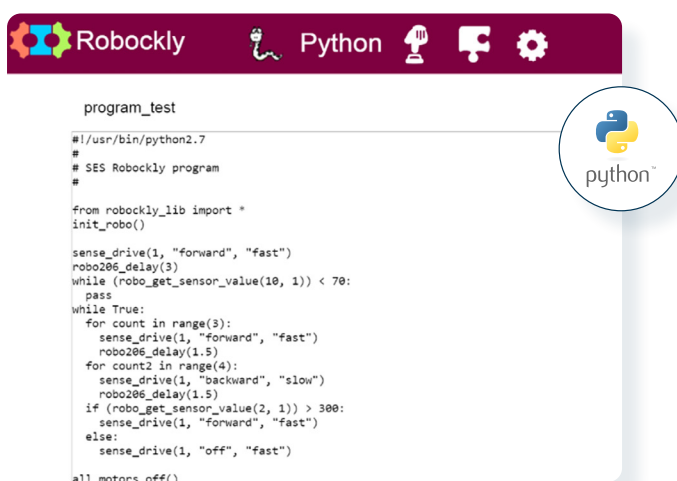 Robockly Python
program_test
#!/usr/bin/python2.7
#
# SES Robockly program
#
from robockly_lib import *
init_robo()
sense_drive(1, "forward", "fast")
robo206_delay(3)
while (robo_get_sensor_value(10, 1)) < 70:
  pass
while True:
  for count in range(3):
    sense_drive(1, "forward", "fast")
    robo206_delay(1.5)
  for count2 in range(4):
    sense_drive(1, "backward", "slow")
    robo206_delay(1.5)
  if (robo_get_sensor_value(2, 1)) > 300:
    sense_drive(1, "forward", "fast")
  else:
    sense_drive(1, "off", "fast")
all_motors_off()
python™